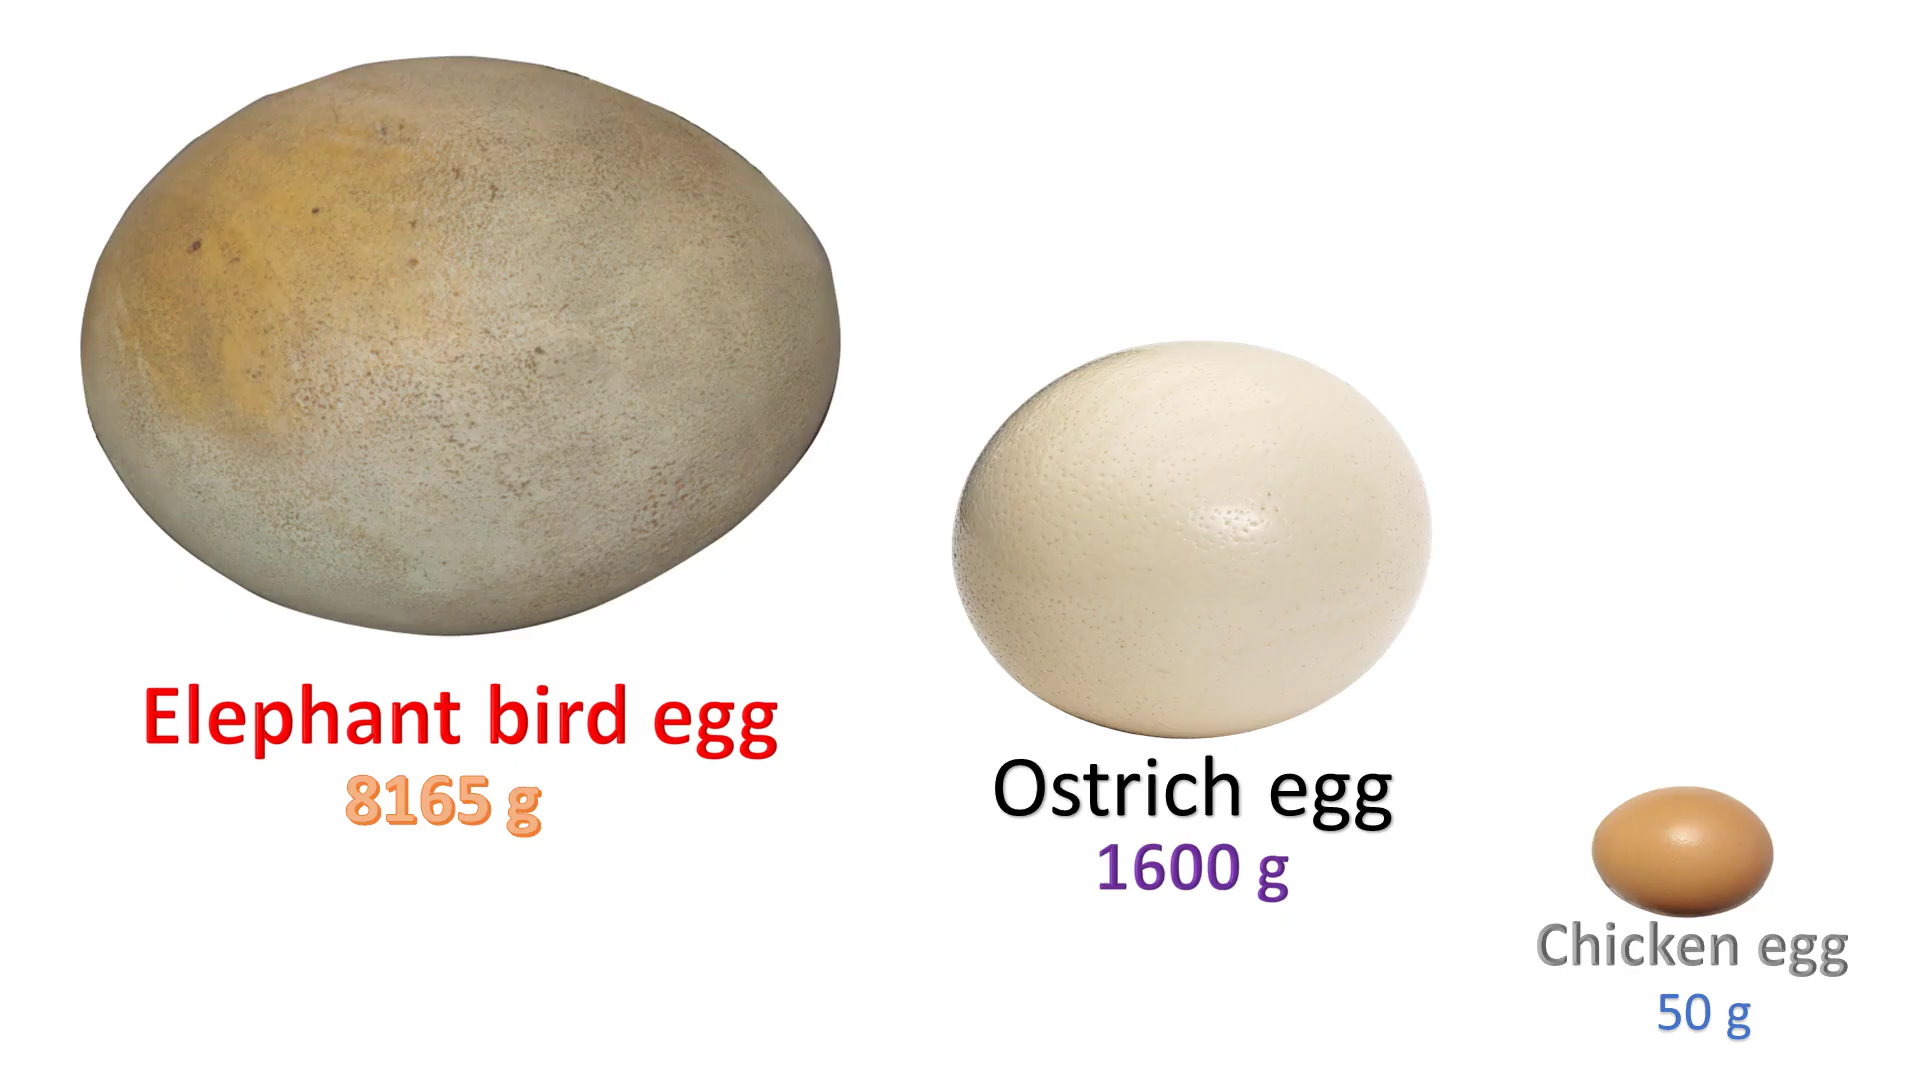 Elephant bird egg
8165 g
Ostrich egg
1600 g
Chicken egg
50 g